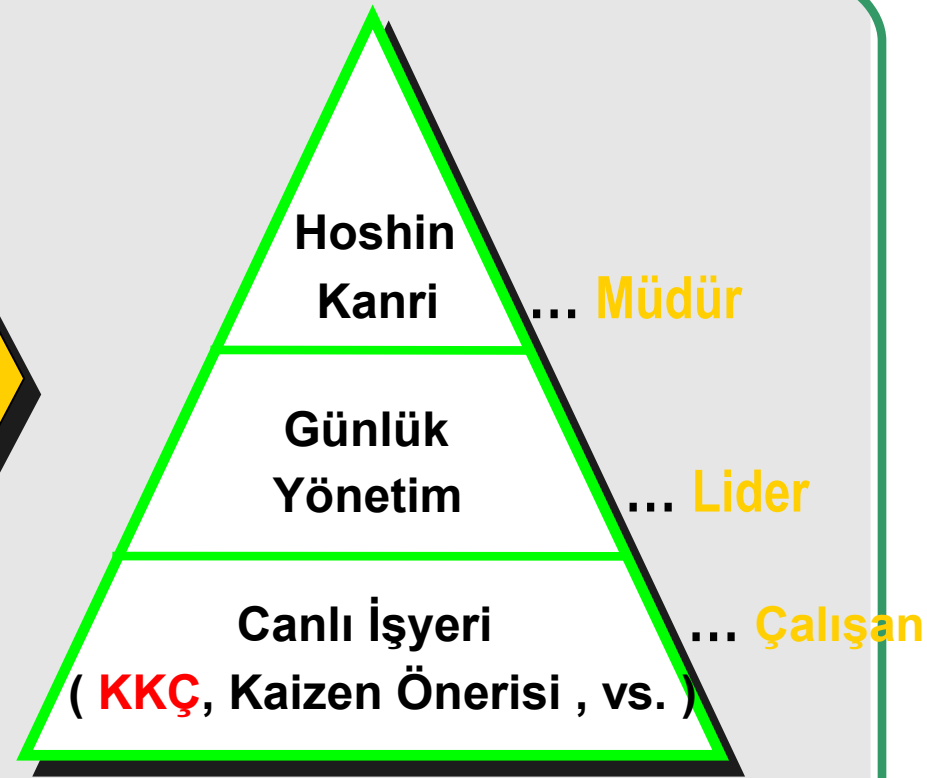 Hoshin
Kanri … Müdür
Günlük
Yönetim … Lider
Canlı İşyeri … Çalışan
( KKÇ, Kaizen Önerisi , vs. )